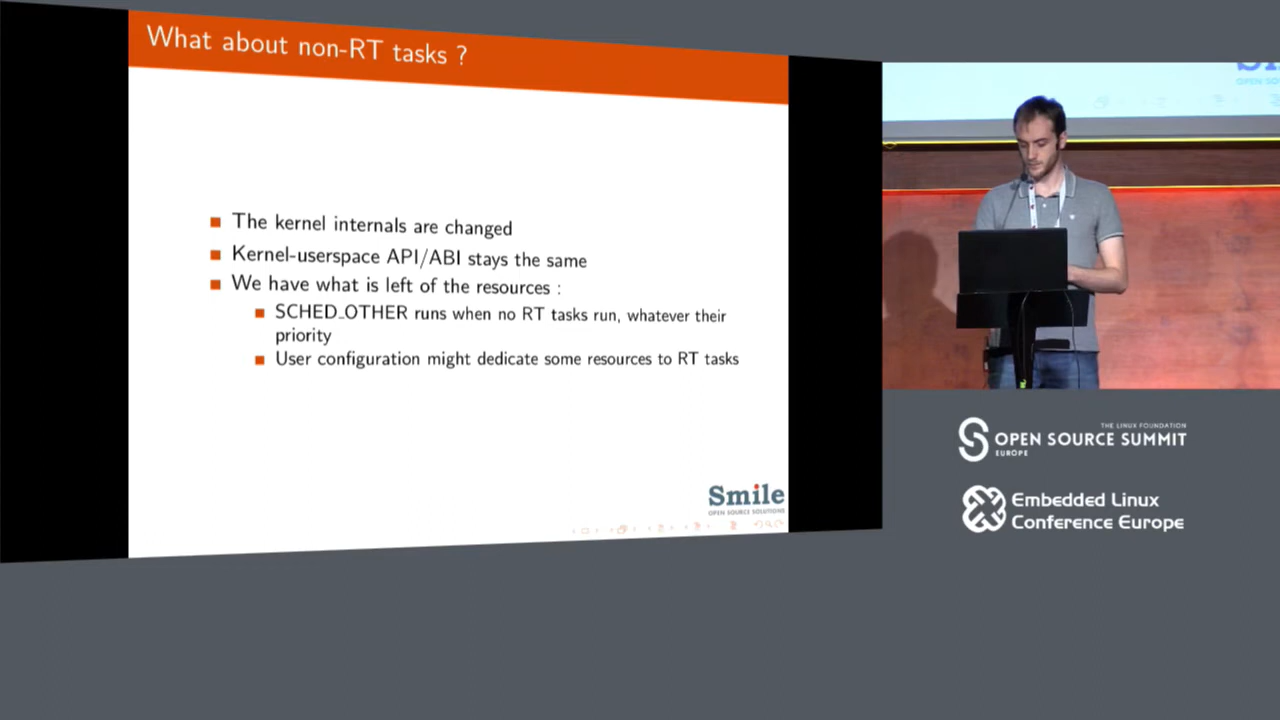 What about non-RT tasks ?
The kernel internals are changed
Kernel-userspace API/ABI stays the same
We have what is left of the resources :
SCHED_OTHER runs when no RT tasks run, whatever their
priority
User configuration might dedicate some resources to RT tasks
Smile
OPEN SOURCE SOLUTIONS
OPEN SO
THE LINUX FOUNDATION
OPEN SOURCE SUMMIT
EUROPE
Embedded Linux
Conference Europe